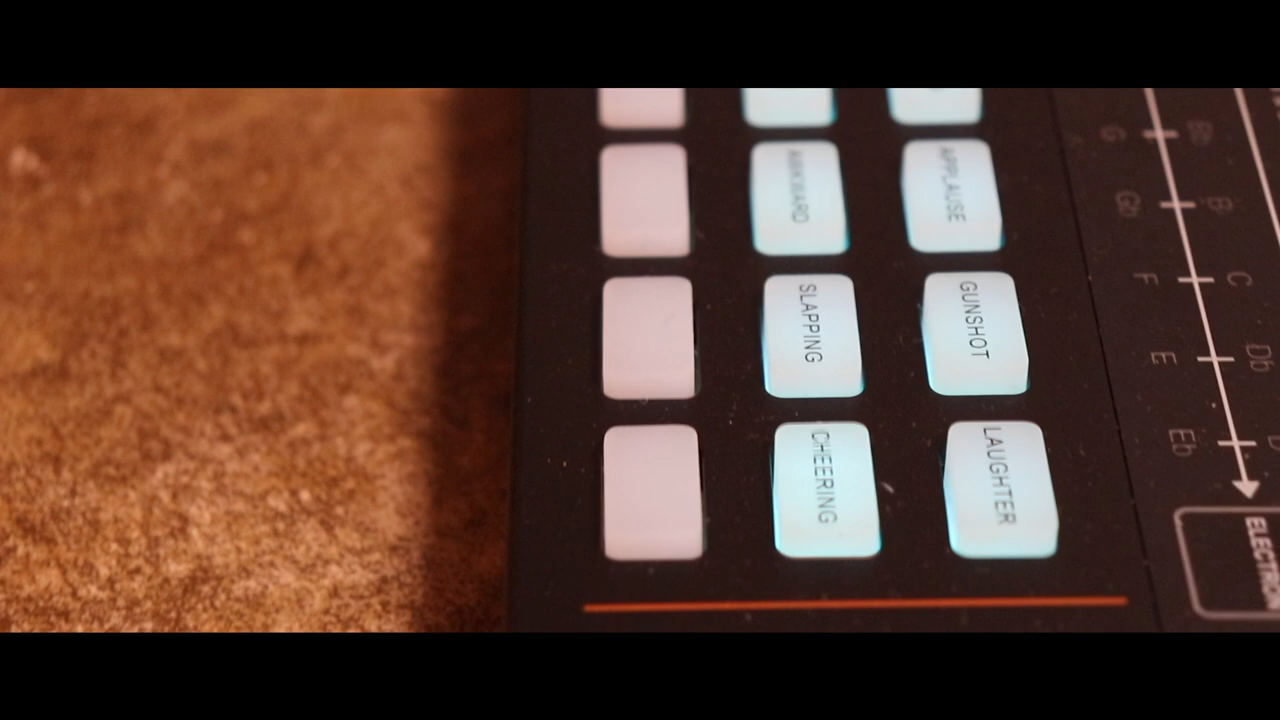 AWKWARD
APPLAUSE
SLAPPING
GUNSHOT
CHEERING
LAUGHTER
G
Bb
Gb
B
F
C
E
Db
Eb
D